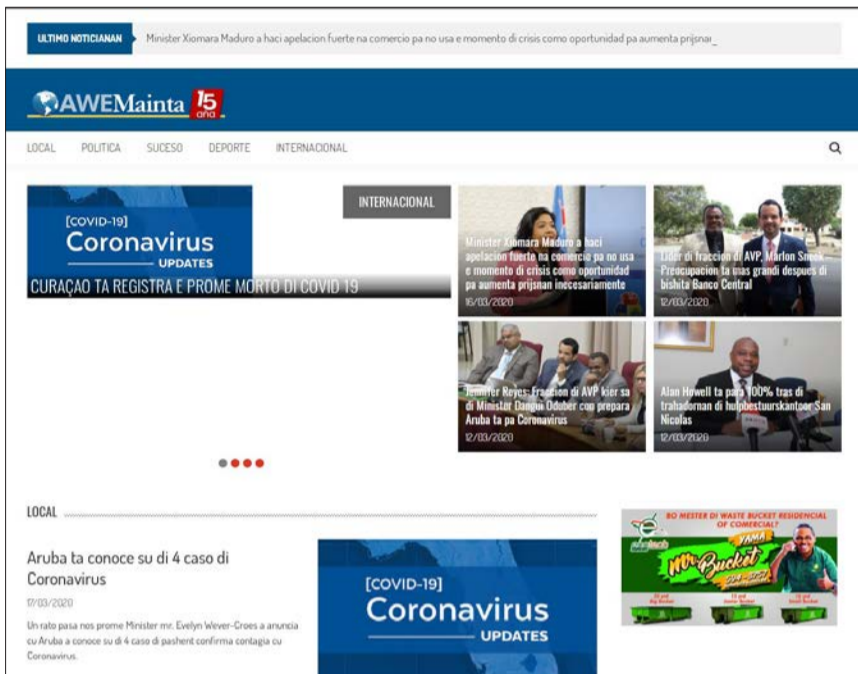 ULTIMO NOTICIANAN
Minister Xiomara Maduro a haci apelacion fuerte na comercio pa no usa e momento di crisis como oportunidad pa aumenta prijsnan_
AWEMainta 15
aña
LOCAL POLITICA SUCESO DEPORTE INTERNACIONAL
[COVID-19]
Coronavirus
UPDATES
INTERNACIONAL
CURAÇAO TA REGISTRA E PROME MORTO DI COVID 19
Minister Xiomara Maduro a haci
apelacion fuerte na comercio pa no usa
e momento di crisis como oportunidad
pa aumenta prijsnan inecesariamente
16/03/2020
Lider di fraccion di AVP, Marlon Sneek
Preocupacion ta mas grandi despues di
bishita Banco Central
12/03/2020
Jennifer Reyes: Fraccion di AVP kier sa
di Minister Dangui Oduber con prepara
Aruba ta pa Coronavirus
12/03/2020
Alan Howell ta para 100% tras di
trahadornan di hulpbestuurskantoor San
Nicolas
12/03/2020
LOCAL
Aruba ta conoce su di 4 caso di
Coronavirus
17/03/2020
Un rato pasa nos prome Minister mr. Evelyn Wever-Croes a anuncia
cu Aruba a conoce su di 4 caso di pashent confirma contagia cu
Coronavirus.
[COVID-19]
Coronavirus
UPDATES
BO MESTER DI WASTE BUCKET RESIDENCIAL
OF COMERCIAL?
YAMA
Mr Bucket